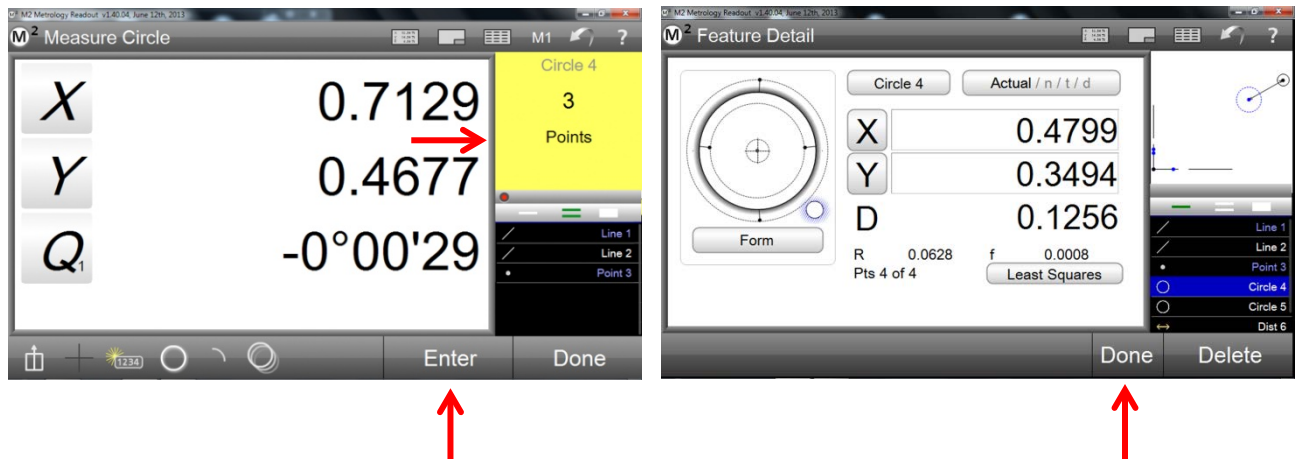 M2 Metrology Readout v1.40.04, June 12th, 2013
M² Measure Circle
M1
?
X 0.7129
Y 0.4677
Q1 -0°00'29
Circle 4
3
Points
Line 1
Line 2
Point 3
1234
Enter
Done
M2 Metrology Readout v1.40.04, June 12th, 2013
M² Feature Detail
?
Form
Circle 4
Actual / n / t / d
X 0.4799
Y 0.3494
D 0.1256
R 0.0628 f 0.0008
Pts 4 of 4
Least Squares
Line 1
Line 2
Point 3
Circle 4
Circle 5
Dist 6
Done
Delete